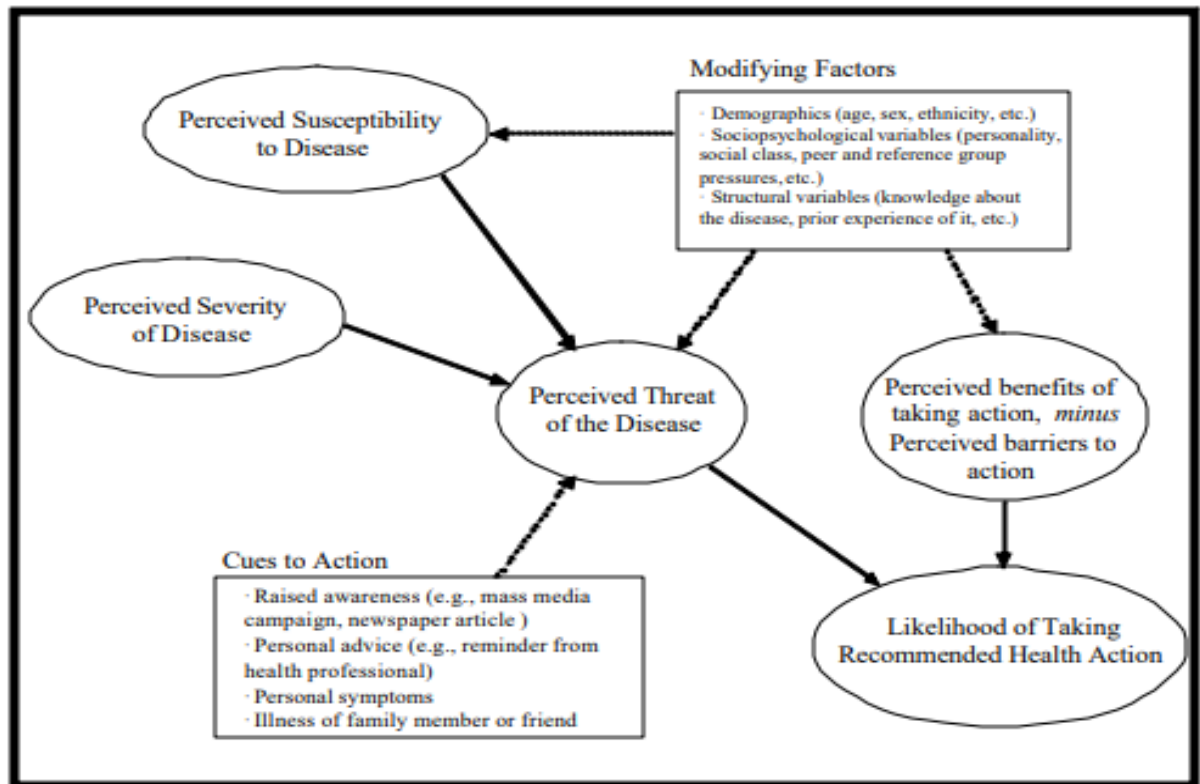 Modifying Factors
Perceived Susceptibility
to Disease
· Demographics (age, sex, ethnicity, etc.)
· Sociopsychological variables (personality,
social class, peer and reference group
pressures, etc.)
· Structural variables (knowledge about
the disease, prior experience of it, etc.)
Perceived Severity
of Disease
Perceived Threat
of the Disease
Perceived benefits of
taking action, minus
Perceived barriers to
action
Cues to Action
· Raised awareness (e.g., mass media
campaign, newspaper article )
· Personal advice (e.g., reminder from
health professional)
· Personal symptoms
· Illness of family member or friend
Likelihood of Taking
Recommended Health Action